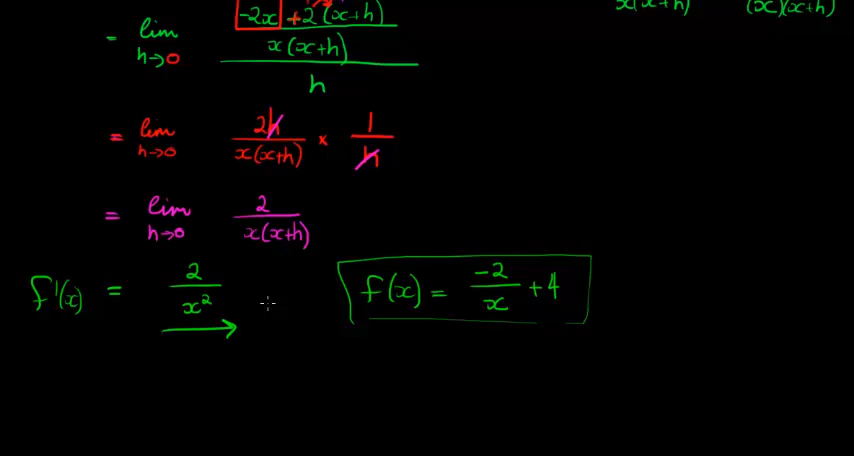 x(x+h) (x)(x+h)
-2x + 2(x+h)
= lim h→0 x(x+h)
h
= lim h→0 2h/x(x+h) × 1/h
= lim h→0 2/x(x+h)
f'(x) = 2/x² f(x) = -2/x + 4